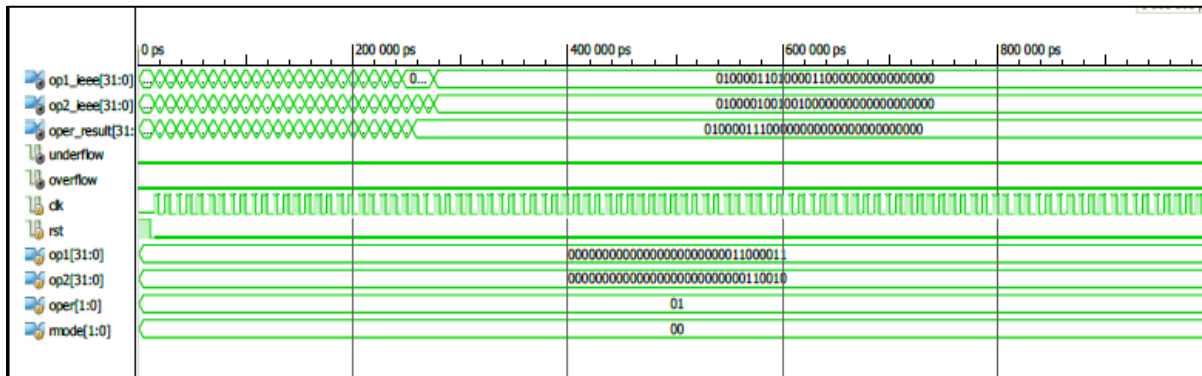 0 ps 200 000 ps 400 000 ps 600 000 ps 800 000 ps
op1_ieee[31:0] ... 0... 01000011010000110000000000000000
op2_ieee[31:0] ... 01000010010010000000000000000000
oper_result[31: ... 01000011100000000000000000000000
underflow
overflow
clk
rst
op1[31:0] 00000000000000000000000011000011
op2[31:0] 00000000000000000000000000110010
oper[1:0] 01
rmode[1:0] 00